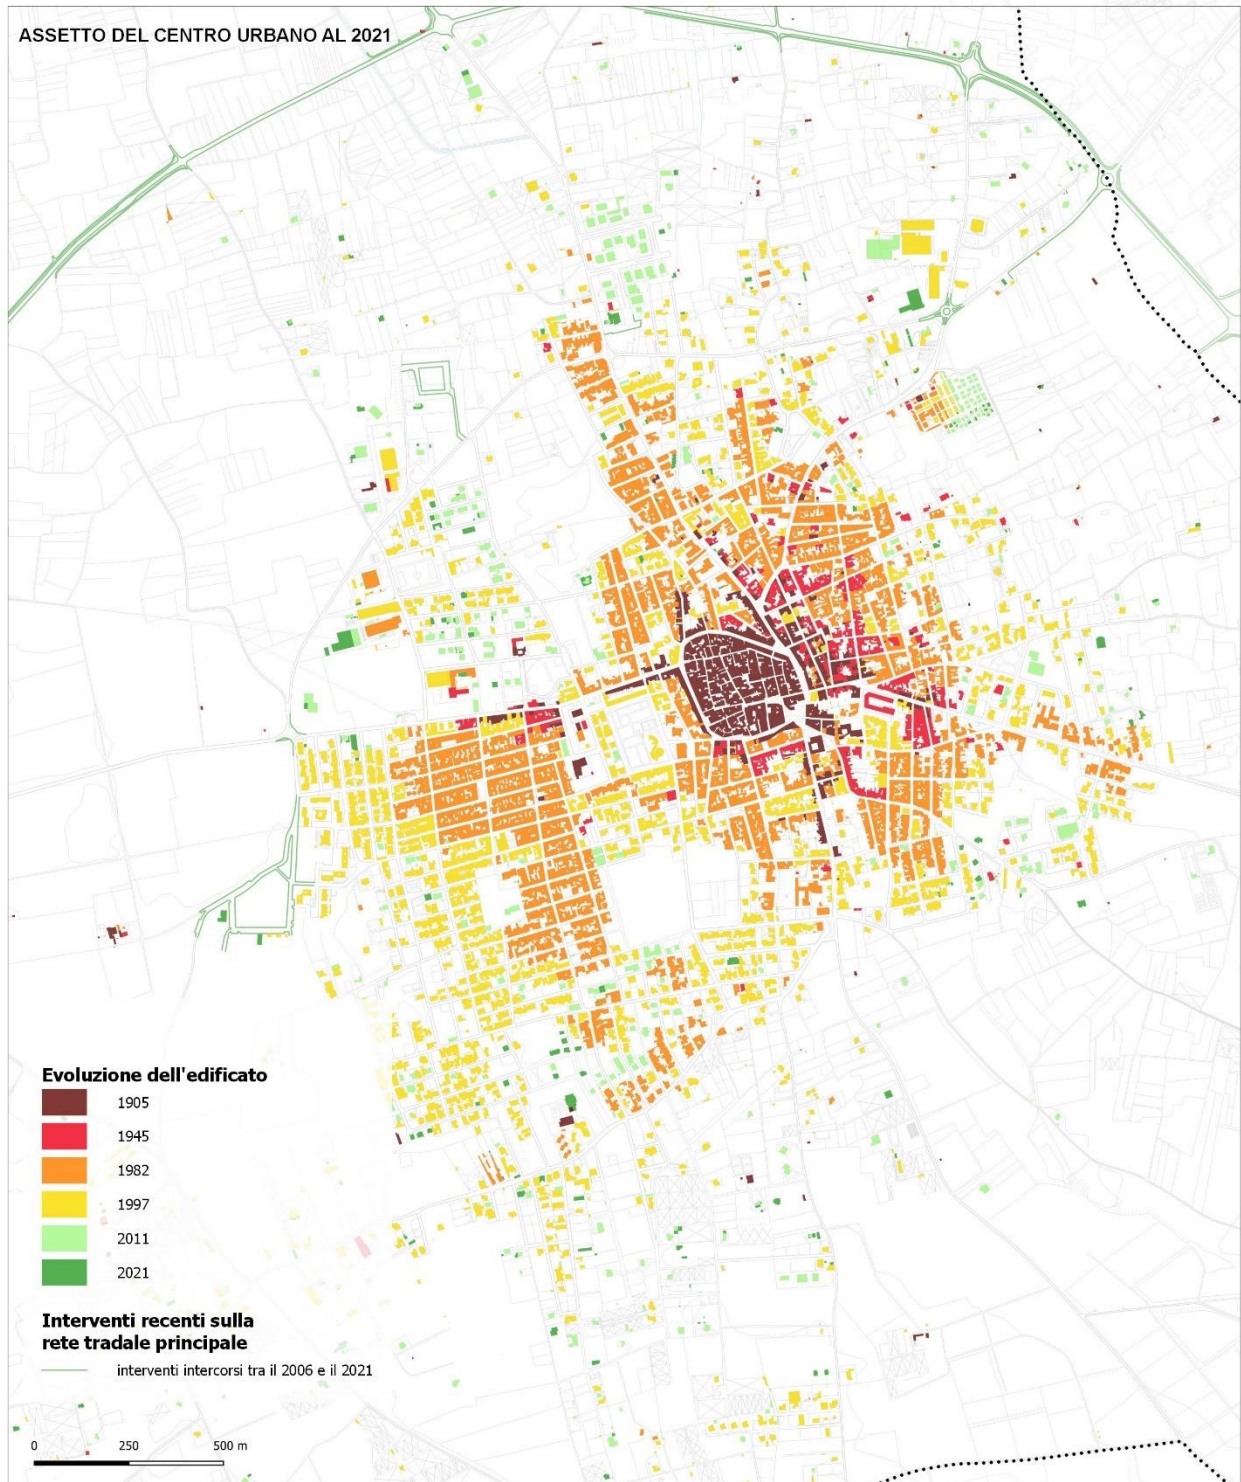 ASSETTO DEL CENTRO URBANO AL 2021
Evoluzione dell'edificato
1905
1945
1982
1997
2011
2021
Interventi recenti sulla
rete tradale principale
interventi intercorsi tra il 2006 e il 2021
0 250 500 m